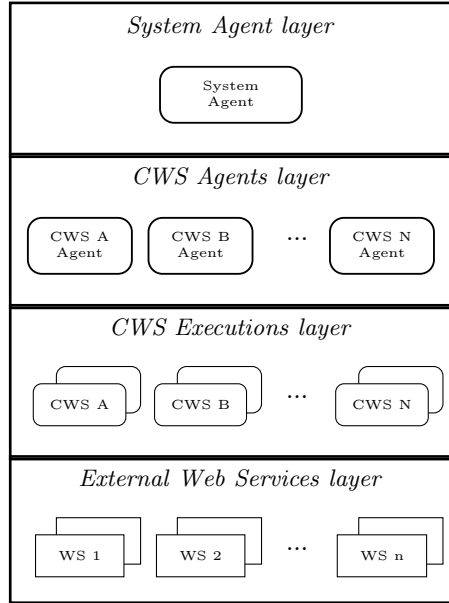 System Agent layer
System
Agent
CWS Agents layer
CWS A
Agent
CWS B
Agent
...
CWS N
Agent
CWS Executions layer
CWS A
CWS B
...
CWS N
External Web Services layer
WS 1
WS 2
...
WS n